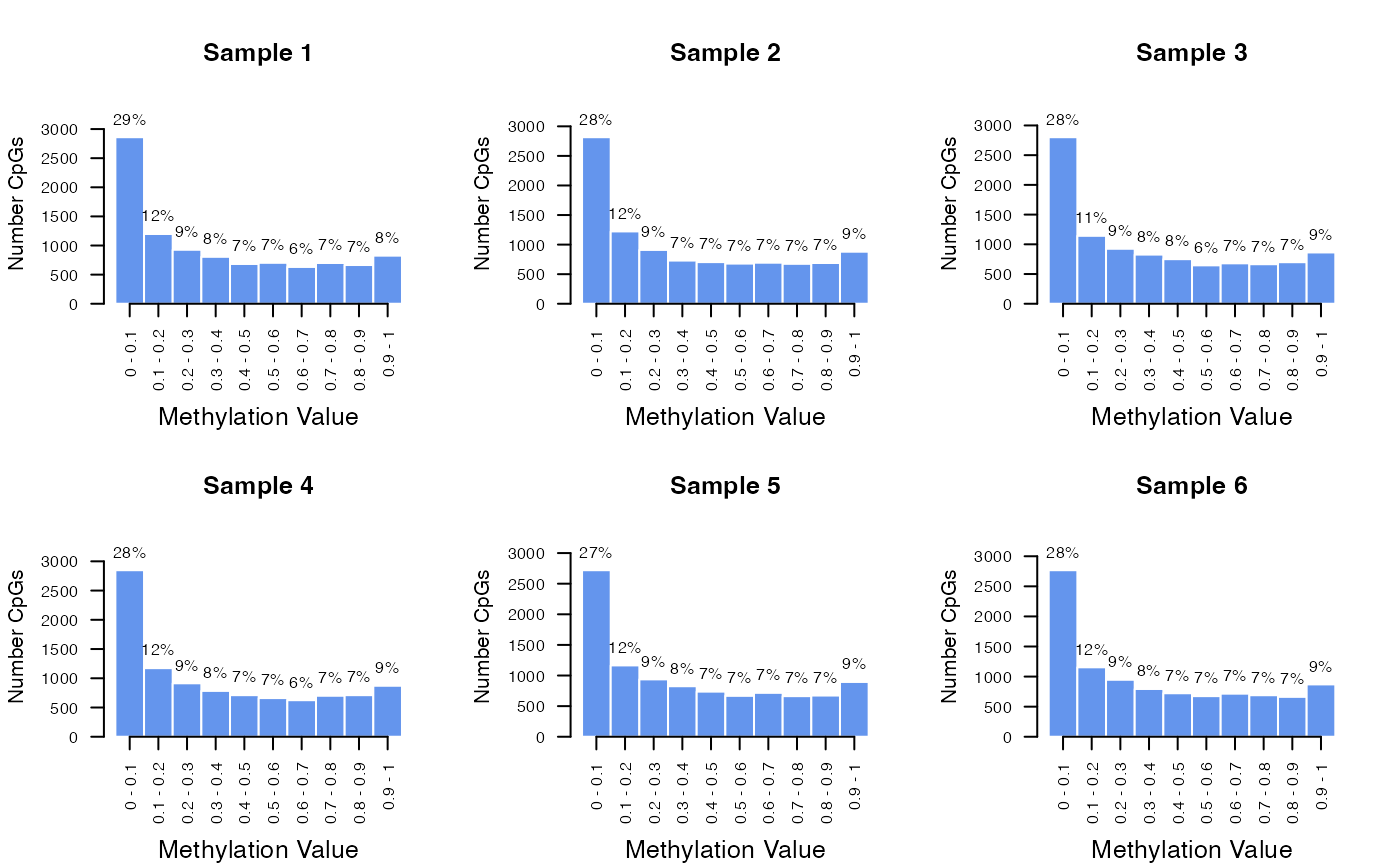 Sample 1
Number CpGs
3000
2500
2000
1500
1000
500
0
29%
12%
9%
8%
7%
7%
6%
7%
7%
8%
0 - 0.1
0.1 - 0.2
0.2 - 0.3
0.3 - 0.4
0.4 - 0.5
0.5 - 0.6
0.6 - 0.7
0.7 - 0.8
0.8 - 0.9
0.9 - 1
Methylation Value
Sample 2
Number CpGs
3000
2500
2000
1500
1000
500
0
28%
12%
9%
7%
7%
7%
7%
7%
7%
9%
0 - 0.1
0.1 - 0.2
0.2 - 0.3
0.3 - 0.4
0.4 - 0.5
0.5 - 0.6
0.6 - 0.7
0.7 - 0.8
0.8 - 0.9
0.9 - 1
Methylation Value
Sample 3
Number CpGs
3000
2500
2000
1500
1000
500
0
28%
11%
9%
8%
8%
6%
7%
7%
7%
9%
0 - 0.1
0.1 - 0.2
0.2 - 0.3
0.3 - 0.4
0.4 - 0.5
0.5 - 0.6
0.6 - 0.7
0.7 - 0.8
0.8 - 0.9
0.9 - 1
Methylation Value
Sample 4
Number CpGs
3000
2500
2000
1500
1000
500
0
28%
12%
9%
8%
7%
7%
6%
7%
7%
9%
0 - 0.1
0.1 - 0.2
0.2 - 0.3
0.3 - 0.4
0.4 - 0.5
0.5 - 0.6
0.6 - 0.7
0.7 - 0.8
0.8 - 0.9
0.9 - 1
Methylation Value
Sample 5
Number CpGs
3000
2500
2000
1500
1000
500
0
27%
12%
9%
8%
7%
7%
7%
7%
7%
9%
0 - 0.1
0.1 - 0.2
0.2 - 0.3
0.3 - 0.4
0.4 - 0.5
0.5 - 0.6
0.6 - 0.7
0.7 - 0.8
0.8 - 0.9
0.9 - 1
Methylation Value
Sample 6
Number CpGs
3000
2500
2000
1500
1000
500
0
28%
12%
9%
8%
7%
7%
7%
7%
7%
9%
0 - 0.1
0.1 - 0.2
0.2 - 0.3
0.3 - 0.4
0.4 - 0.5
0.5 - 0.6
0.6 - 0.7
0.7 - 0.8
0.8 - 0.9
0.9 - 1
Methylation Value